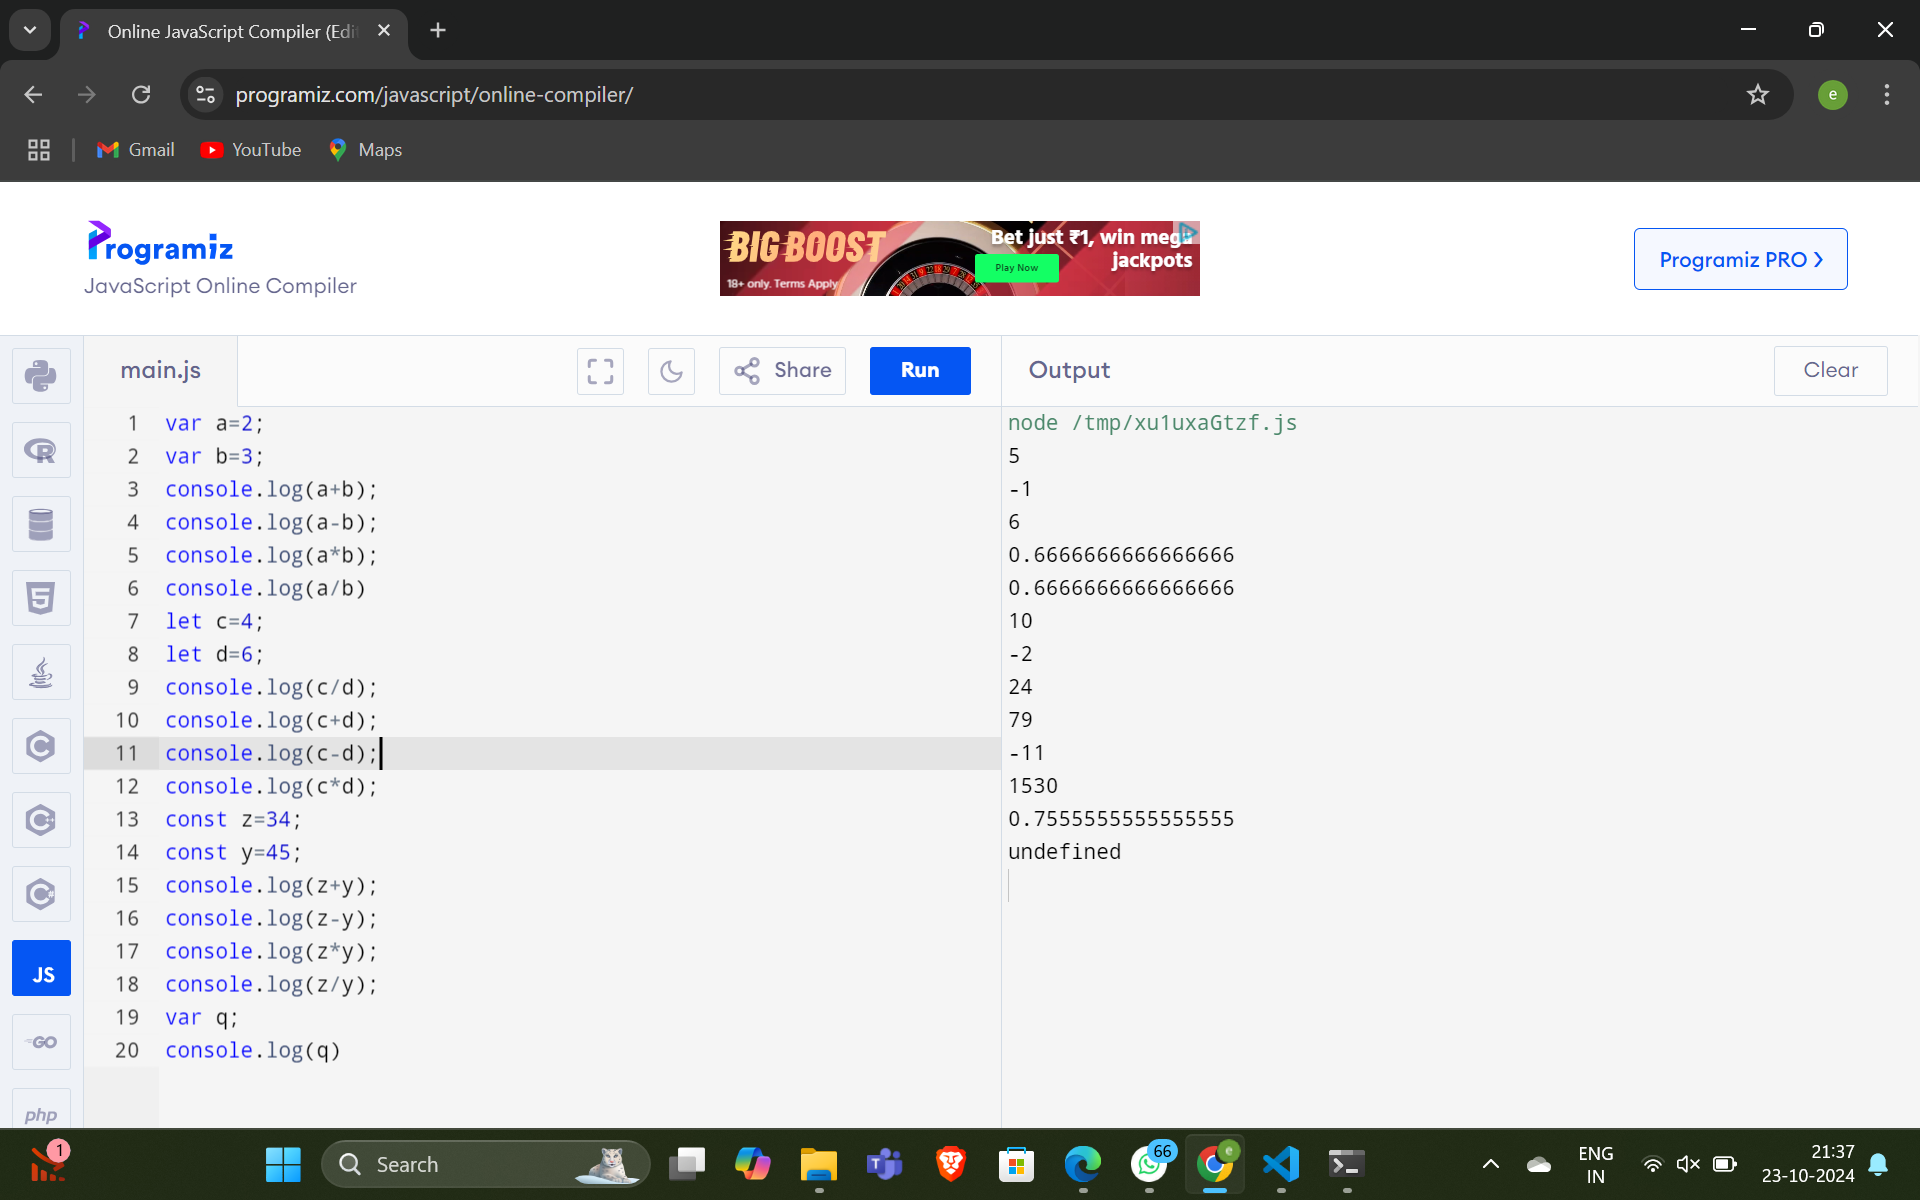 Online JavaScript Compiler (Edi
programiz.com/javascript/online-compiler/
e
Gmail
YouTube
Maps
Programiz
JavaScript Online Compiler
BIG BOOST
18+ only. Terms Apply
Bet just ₹1, win mega
jackpots
Play Now
Programiz PRO
main.js
Share
Run
Output
Clear
1 var a=2;
2 var b=3;
3 console.log(a+b);
4 console.log(a-b);
5 console.log(a*b);
6 console.log(a/b)
7 let c=4;
8 let d=6;
9 console.log(c/d);
10 console.log(c+d);
11 console.log(c-d);
12 console.log(c*d);
13 const z=34;
14 const y=45;
15 console.log(z+y);
16 console.log(z-y);
17 console.log(z*y);
18 console.log(z/y);
19 var q;
20 console.log(q)
node /tmp/xu1uxaGtzf.js
5
-1
6
0.6666666666666666
0.6666666666666666
10
-2
24
79
-11
1530
0.7555555555555555
undefined
R
5
C
C
C
JS
GO
php
1
Search
66
e
ENG
IN
21:37
23-10-2024